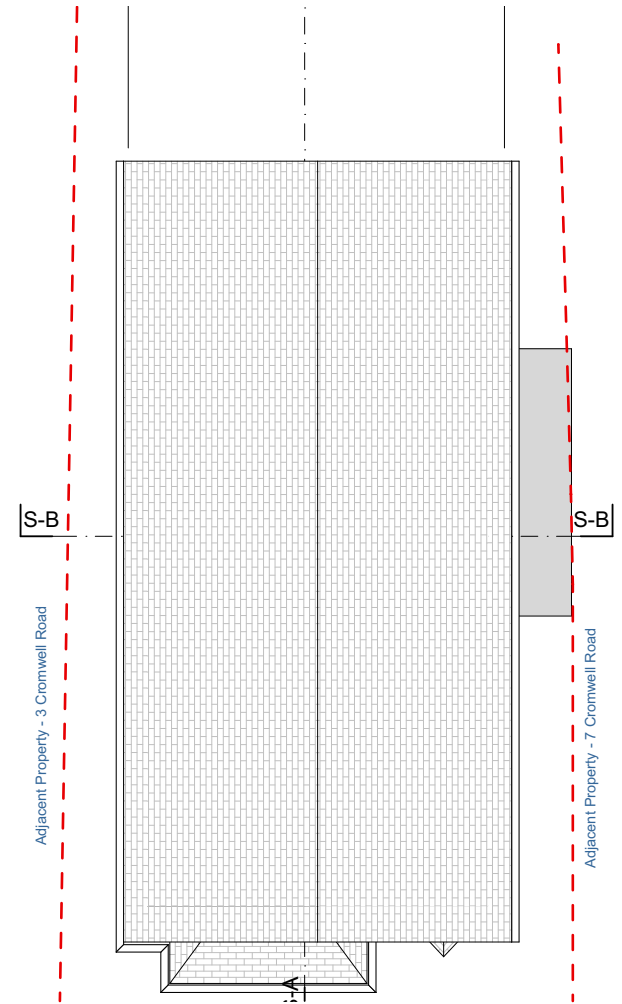 S-B
S-B
Adjacent Property - 3 Cromwell Road
Adjacent Property - 7 Cromwell Road
S-A